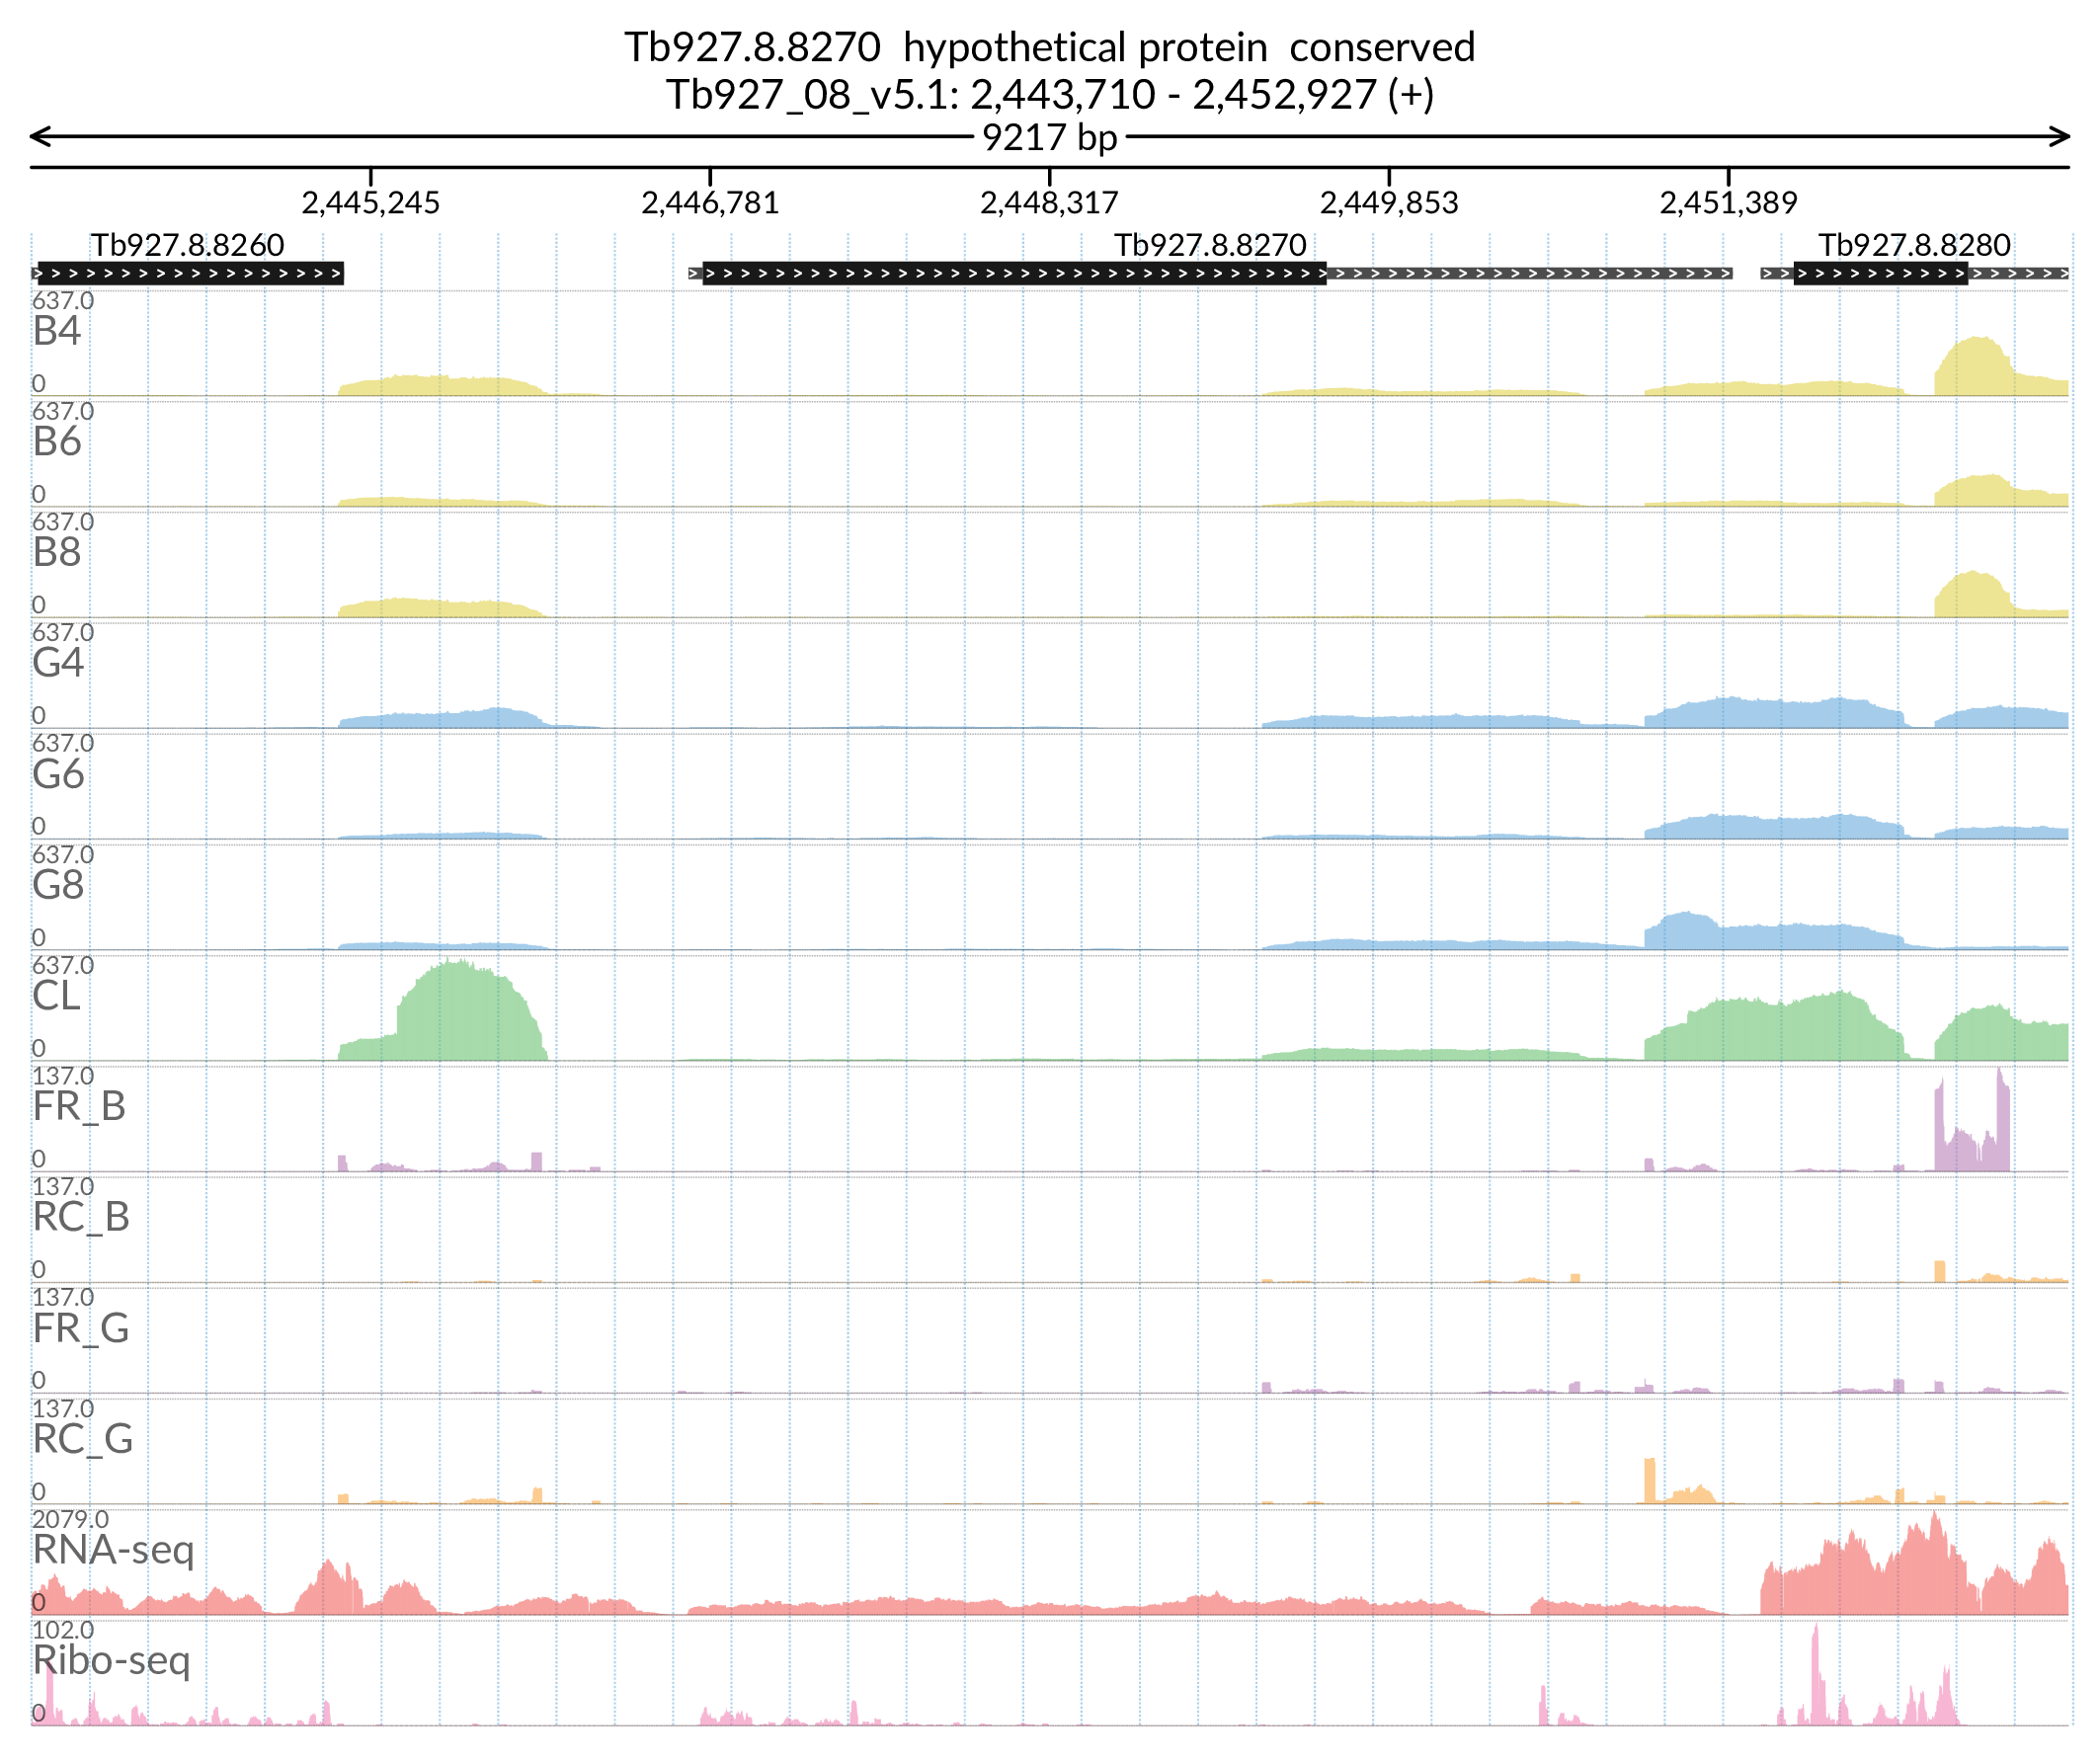 Tb927.8.8270  hypothetical protein  conserved
Tb927_08_v5.1: 2,443,710 - 2,452,927 (+)
9217 bp
2,445,245 2,446,781 2,448,317 2,449,853 2,451,389
Tb927.8.8260 Tb927.8.8270 Tb927.8.8280
637.0
B4
0
637.0
B6
0
637.0
B8
0
637.0
G4
0
637.0
G6
0
637.0
G8
0
637.0
CL
0
137.0
FR_B
0
137.0
RC_B
0
137.0
FR_G
0
137.0
RC_G
0
2079.0
RNA-seq
0
102.0
Ribo-seq
0